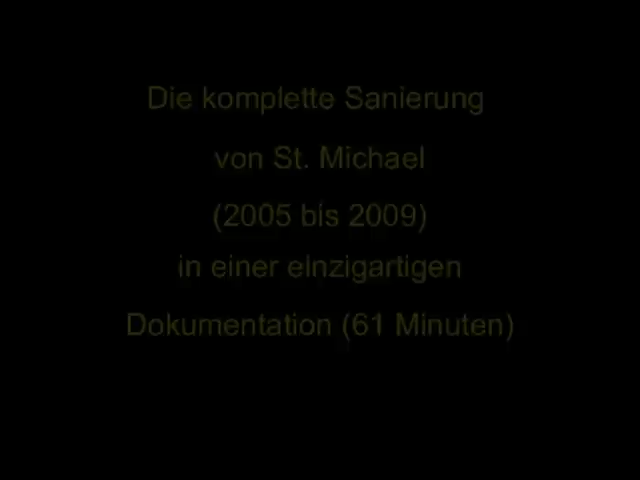 Die komplette Sanierung
von St. Michael
(2005 bis 2009)
in einer einzigartigen
Dokumentation (61 Minuten)